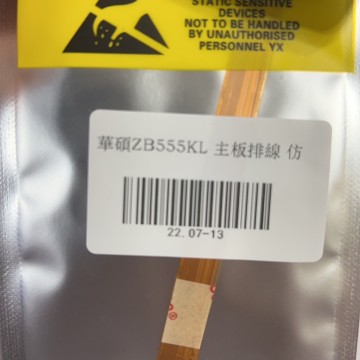 STATIC SENSITIVE
DEVICES
NOT TO BE HANDLED
BY UNAUTHORISED
PERSONNEL YX
華碩ZB555KL 主板排線 仿
22.07-13